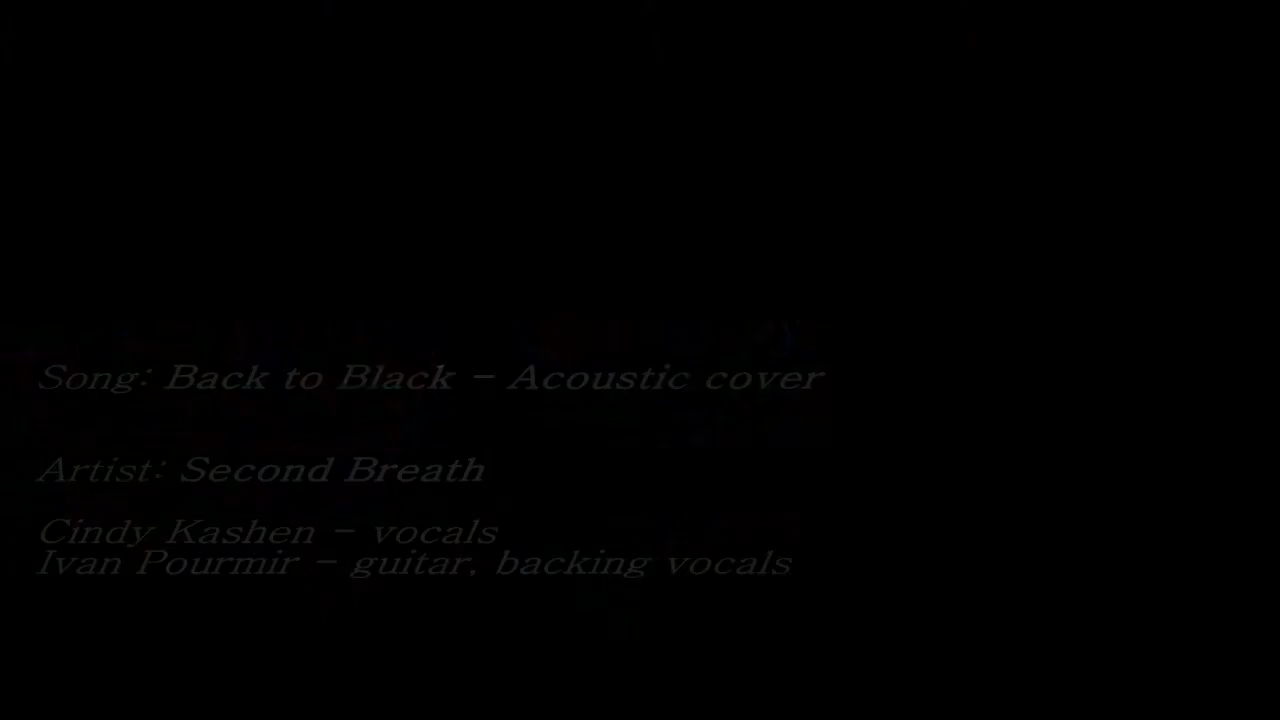 Song: Back to Black - Acoustic cover
Artist: Second Breath
Cindy Kashen - vocals
Ivan Pourmir - guitar, backing vocals